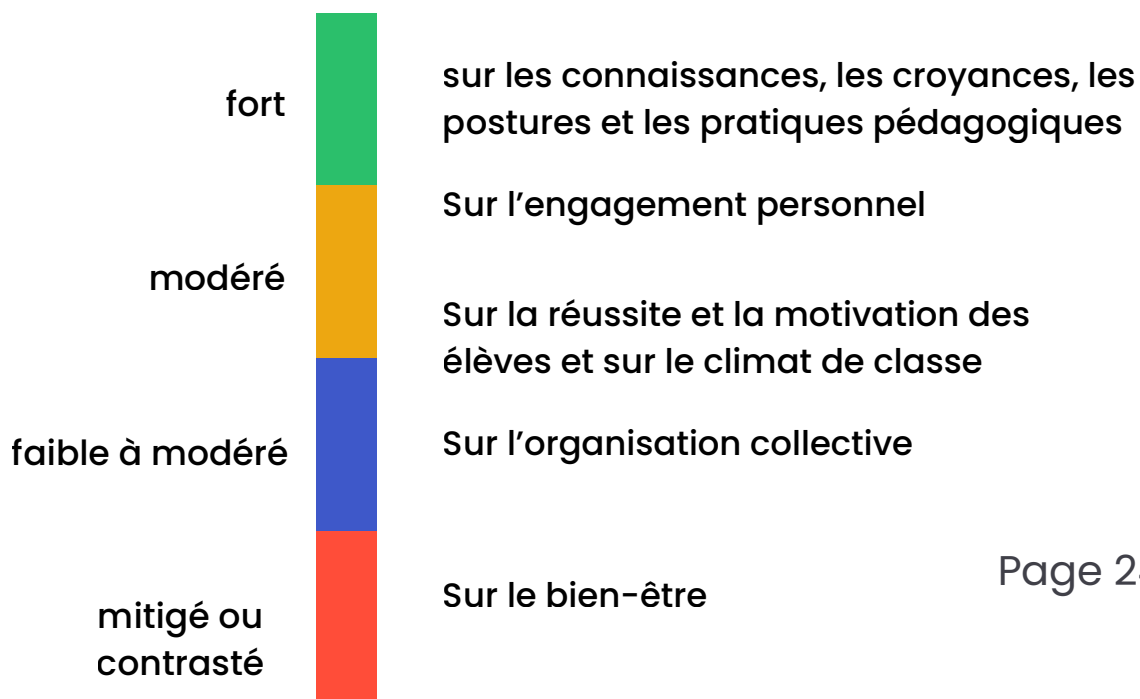 fort
sur les connaissances, les croyances, les
postures et les pratiques pédagogiques
Sur l'engagement personnel
modéré
Sur la réussite et la motivation des
élèves et sur le climat de classe
faible à modéré
Sur l'organisation collective
mitigé ou
contrasté
Sur le bien-être
Page